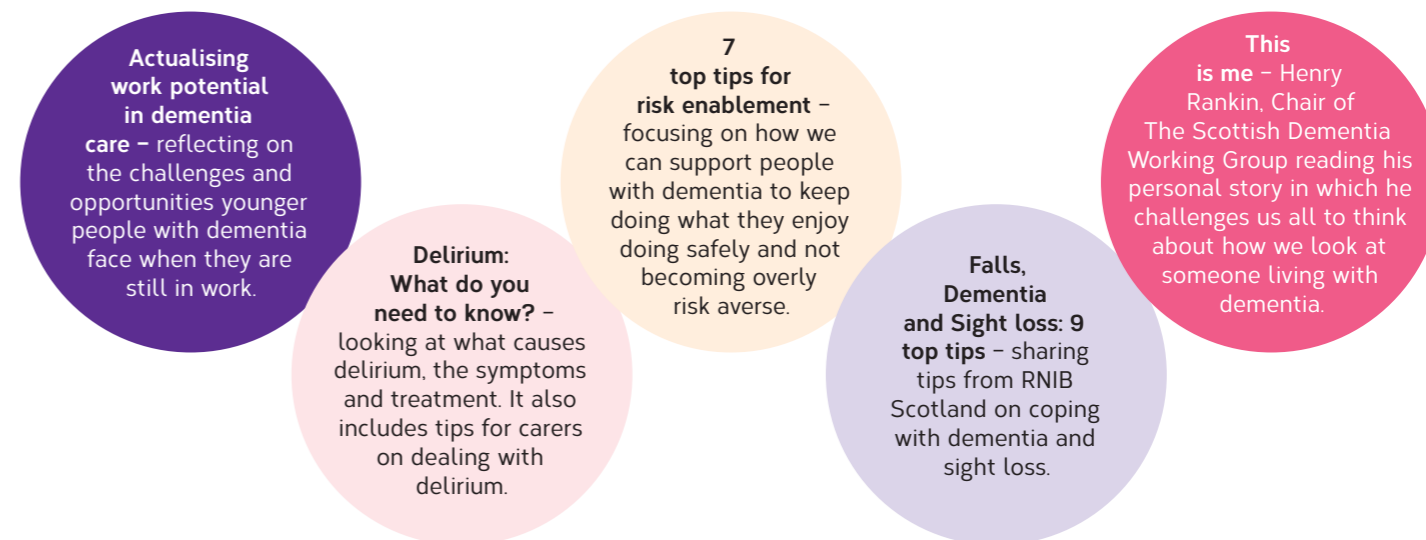 Actualising
work potential
in dementia
care – reflecting on
the challenges and
opportunities younger
people with dementia
face when they are
still in work.
Delirium:
What do you
need to know? –
looking at what causes
delirium, the symptoms
and treatment. It also
includes tips for carers
on dealing with
delirium.
7
top tips for
risk enablement –
focusing on how we
can support people
with dementia to keep
doing what they enjoy
doing safely and not
becoming overly
risk averse.
Falls,
Dementia
and Sight loss: 9
top tips – sharing
tips from RNIB
Scotland on coping
with dementia and
sight loss.
This
is me – Henry
Rankin, Chair of
The Scottish Dementia
Working Group reading his
personal story in which he
challenges us all to think
about how we look at
someone living with
dementia.